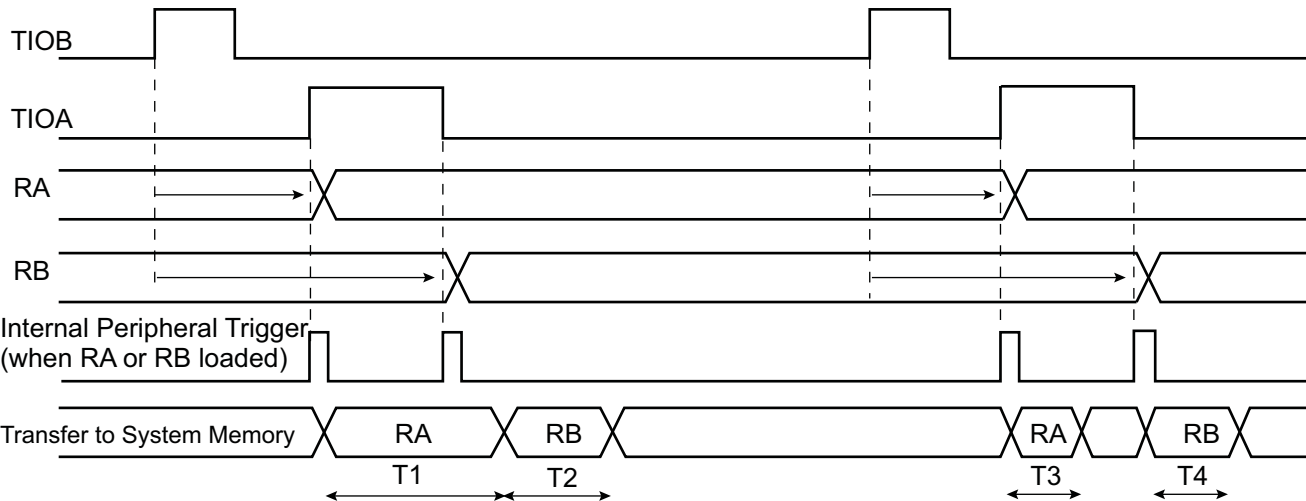 TIOB
TIOA
RA
RB
Internal Peripheral Trigger
(when RA or RB loaded)
Transfer to System Memory
RA
RB
RA
RB
T1
T2
T3
T4